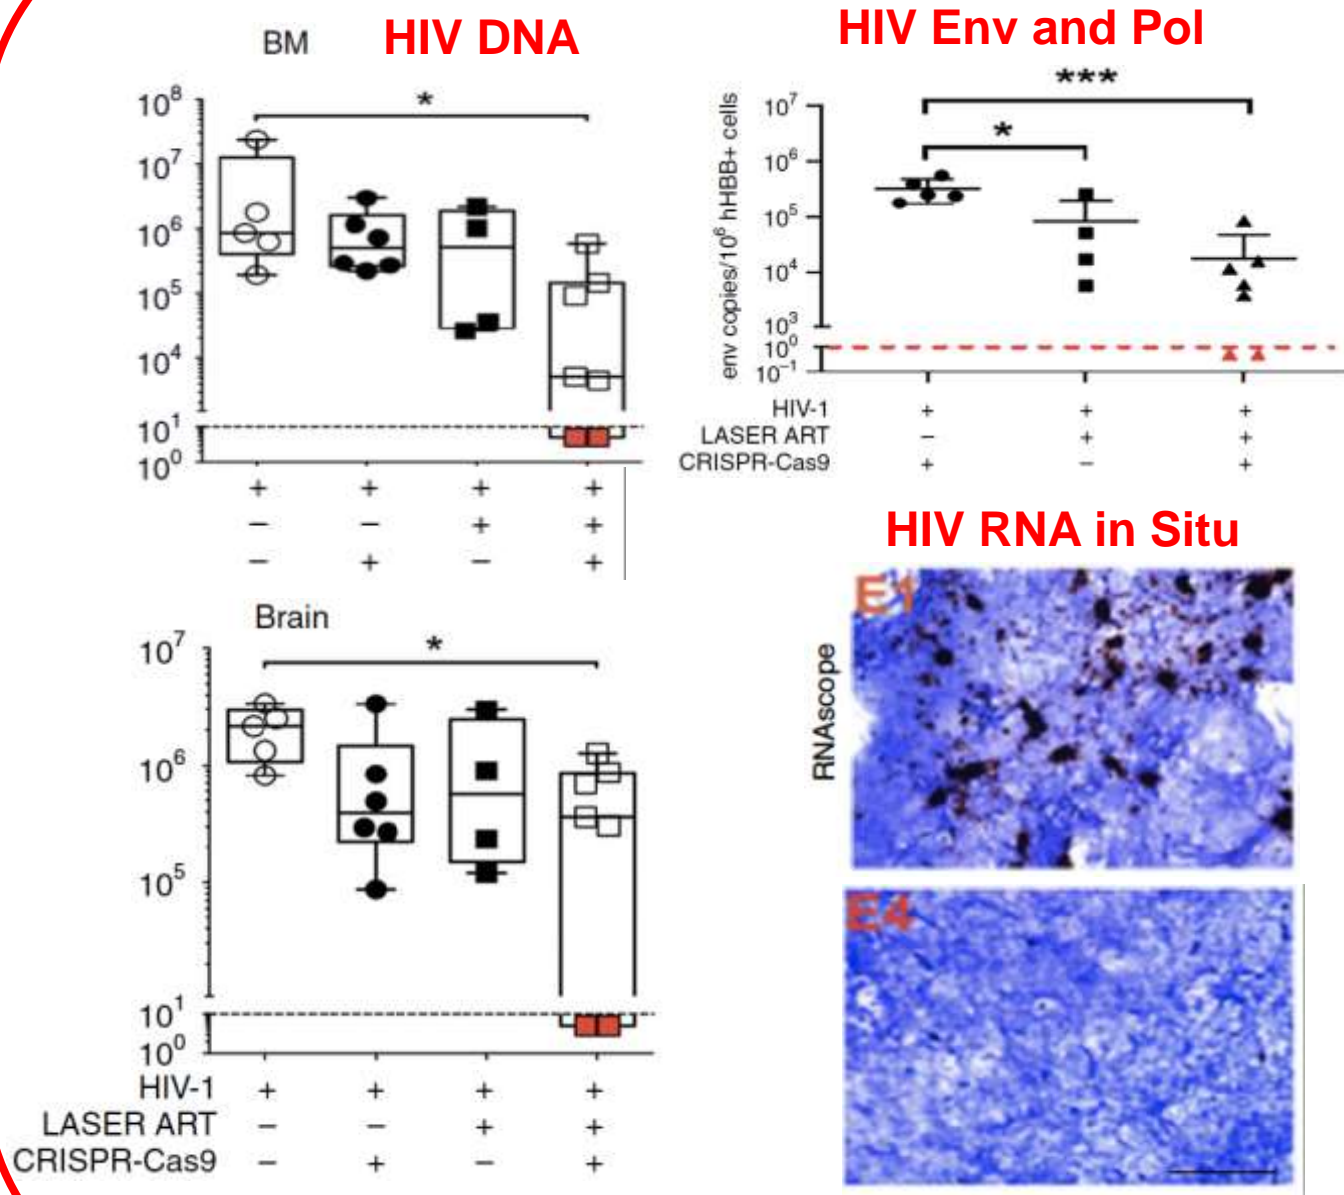 BM HIV DNA
*
10⁸
10⁷
10⁶
10⁵
10⁴
10¹
10⁰
+ + + +
− − + +
− + − +
Brain
*
10⁷
10⁶
10⁵
10¹
10⁰
HIV-1 + + + +
LASER ART − − + +
CRISPR-Cas9 − + − +
HIV Env and Pol
***
*
env copies/10⁶ hHBB+ cells
10⁷
10⁶
10⁵
10⁴
10³
10⁰
10⁻¹
HIV-1 + + +
LASER ART − + +
CRISPR-Cas9 + − +
HIV RNA in Situ
RNAscope
E1
E4